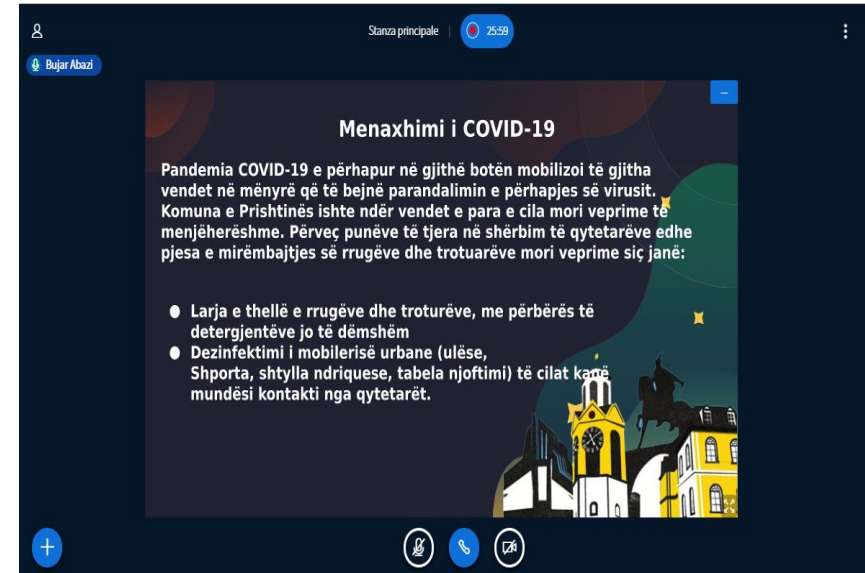 Stanza principale
25:59
Bujar Abazi
Menaxhimi i COVID-19
Pandemia COVID-19 e përhapur në gjithë botën mobilizoi të gjitha
vendet në mënyrë që të bejnë parandalimin e përhapjes së virusit.
Komuna e Prishtinës ishte ndër vendet e para e cila mori veprime të
menjëherëshme. Përveç punëve të tjera në shërbim të qytetarëve edhe
pjesa e mirëmbajtjes së rrugëve dhe trotuarëve mori veprime siç janë:
● Larja e thellë e rrugëve dhe troturëve, me përbërës të
detergjentëve jo të dëmshëm
● Dezinfektimi i mobilerisë urbane (ulëse,
Shporta, shtylla ndriquese, tabela njoftimi) të cilat kanë
mundësi kontakti nga qytetarët.